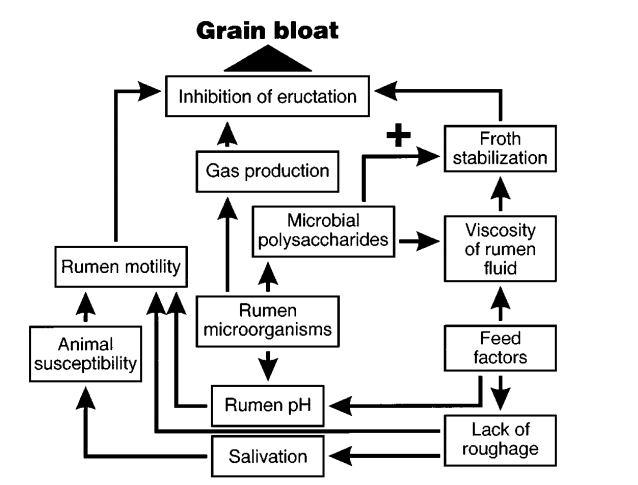 Grain bloat
Inhibition of eructation
+
Froth
stabilization
Gas production
Microbial
polysaccharides
Viscosity
of rumen
fluid
Rumen motility
Rumen
microorganisms
Animal
susceptibility
Feed
factors
Rumen pH
Lack of
roughage
Salivation